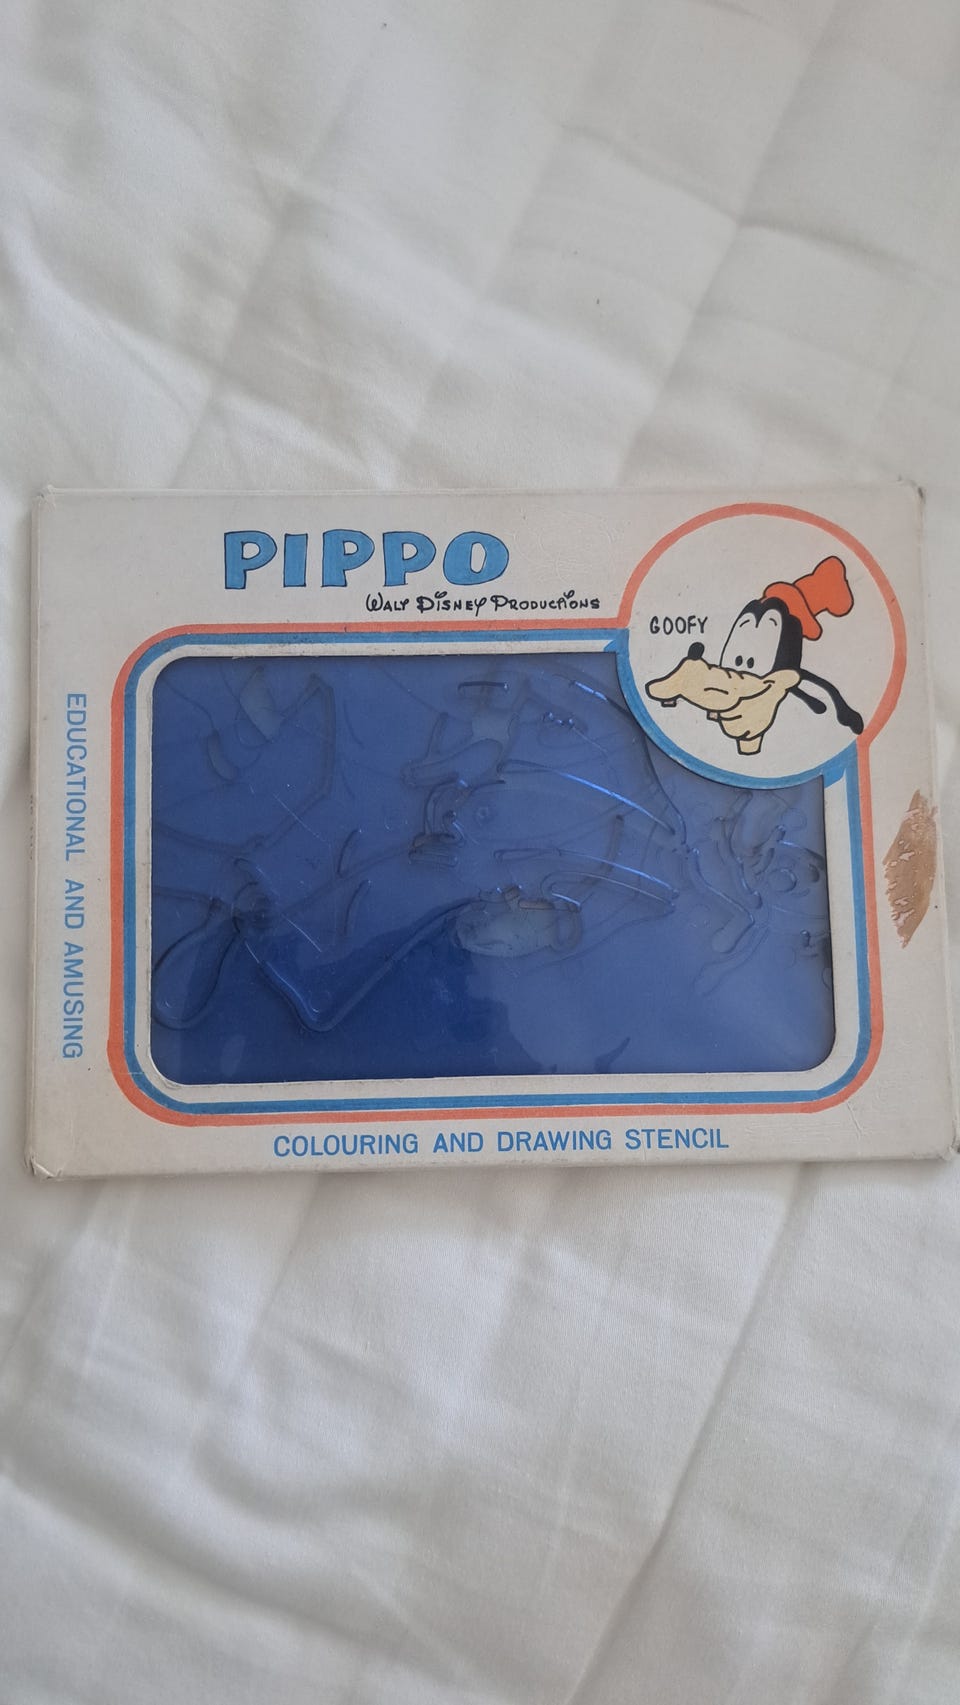 PIPPO
WALT DISNEY PRODUCTIONS
GOOFY
EDUCATIONAL AND AMUSING
COLOURING AND DRAWING STENCIL